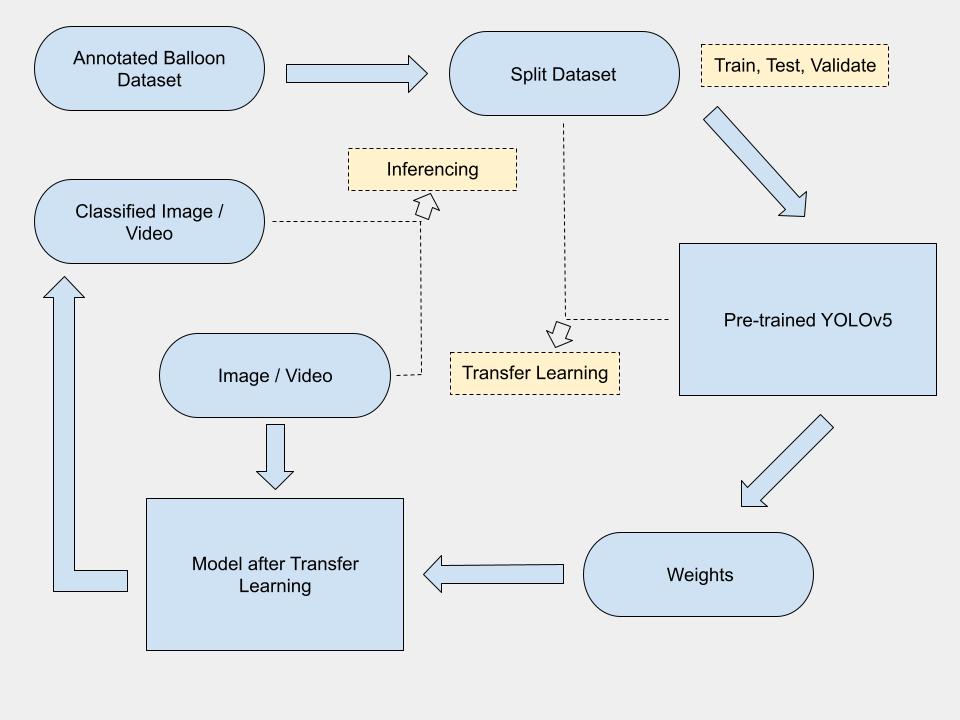 Annotated Balloon
Dataset
Split Dataset
Train, Test, Validate
Inferencing
Classified Image /
Video
Pre-trained YOLOv5
Image / Video
Transfer Learning
Model after Transfer
Learning
Weights